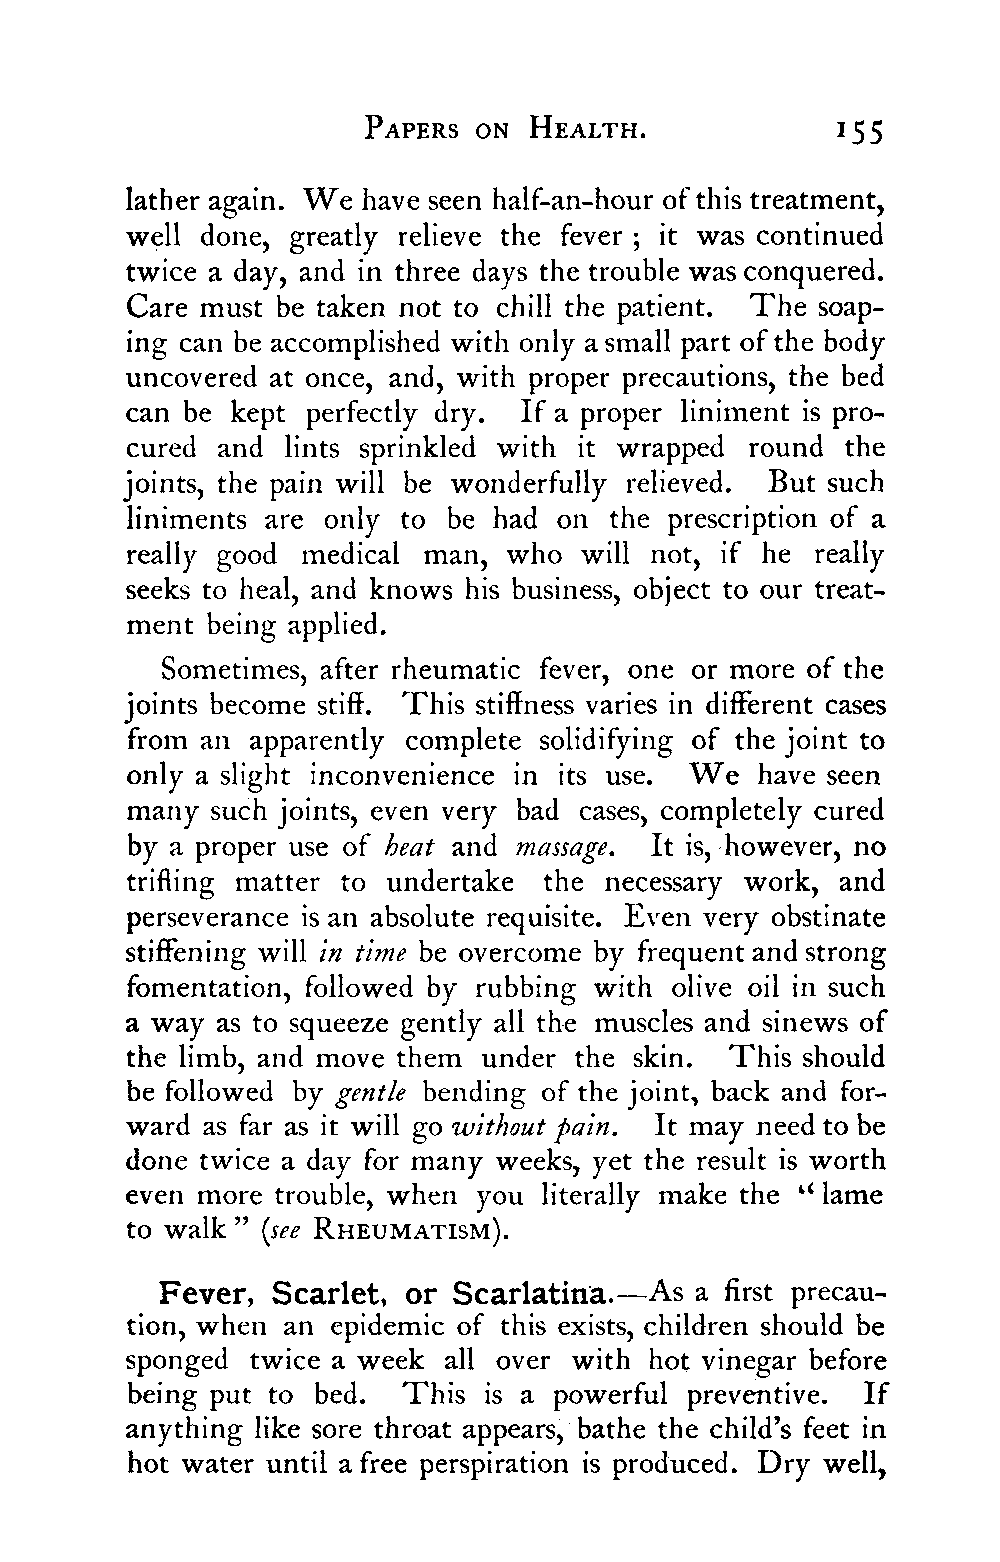 Papers on Health. 155
lather again. We have seen half-an-hour of this treatment,
well done, greatly relieve the fever ; it was continued
twice a day, and in three days the trouble was conquered.
Care must be taken not to chill the patient. The soap-
ing can be accomplished with only a small part of the body
uncovered at once, and, with proper precautions, the bed
can be kept perfectly dry. If a proper liniment is pro-
cured and lints sprinkled with it wrapped round the
joints, the pain will be wonderfully relieved. But such
liniments are only to be had on the prescription of a
really good medical man, who will not, if he really
seeks to heal, and knows his business, object to our treat-
ment being applied.
Sometimes, after rheumatic fever, one or more of the
joints become stiff. This stiffness varies in different cases
from an apparently complete solidifying of the joint to
only a slight inconvenience in its use. We have seen
many such joints, even very bad cases, completely cured
by a proper use of heat and massage. It is, however, no
trifling matter to undertake the necessary work, and
perseverance is an absolute requisite. Even very obstinate
stiffening will in time be overcome by frequent and strong
fomentation, followed by rubbing with olive oil in such
a way as to squeeze gently all the muscles and sinews of
the limb, and move them under the skin. This should
be followed by gentle bending of the joint, back and for-
ward as far as it will go without pain. It may need to be
done twice a day for many weeks, yet the result is worth
even more trouble, when you literally make the “ lame
to walk ” (see Rheumatism).
Fever, Scarlet, or Scarlatina.—As a first precau-
tion, when an epidemic of this exists, children should be
sponged twice a week all over with hot vinegar before
being put to bed. This is a powerful preventive. If
anything like sore throat appears, bathe the child’s feet in
hot water until a free perspiration is produced. Dry well,